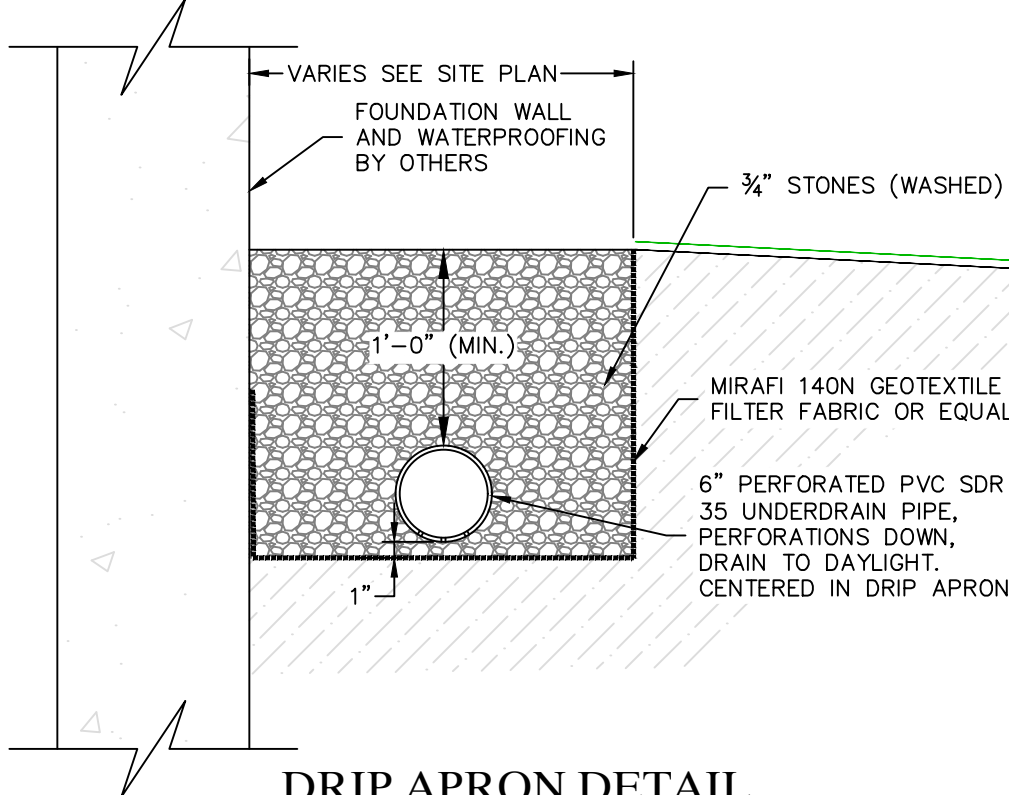 VARIES SEE SITE PLAN
FOUNDATION WALL
AND WATERPROOFING
BY OTHERS
¾" STONES (WASHED)
1'-0" (MIN.)
MIRAFI 140N GEOTEXTILE
FILTER FABRIC OR EQUAL
6" PERFORATED PVC SDR
35 UNDERDRAIN PIPE,
PERFORATIONS DOWN,
DRAIN TO DAYLIGHT.
CENTERED IN DRIP APRON
1"
DRIP APRON DETAIL